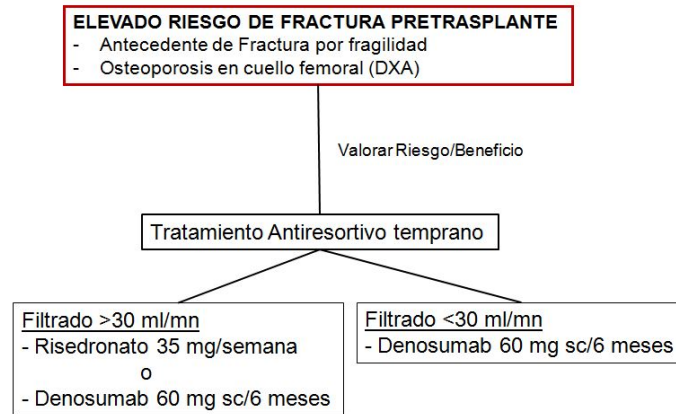 ELEVADO RIESGO DE FRACTURA PRETRASPLANTE
- Antecedente de Fractura por fragilidad
- Osteoporosis en cuello femoral (DXA)
Valorar Riesgo/Beneficio
Tratamiento Antiresortivo temprano
Filtrado >30 ml/mn
- Risedronato 35 mg/semana
o
- Denosumab 60 mg sc/6 meses
Filtrado <30 ml/mn
- Denosumab 60 mg sc/6 meses